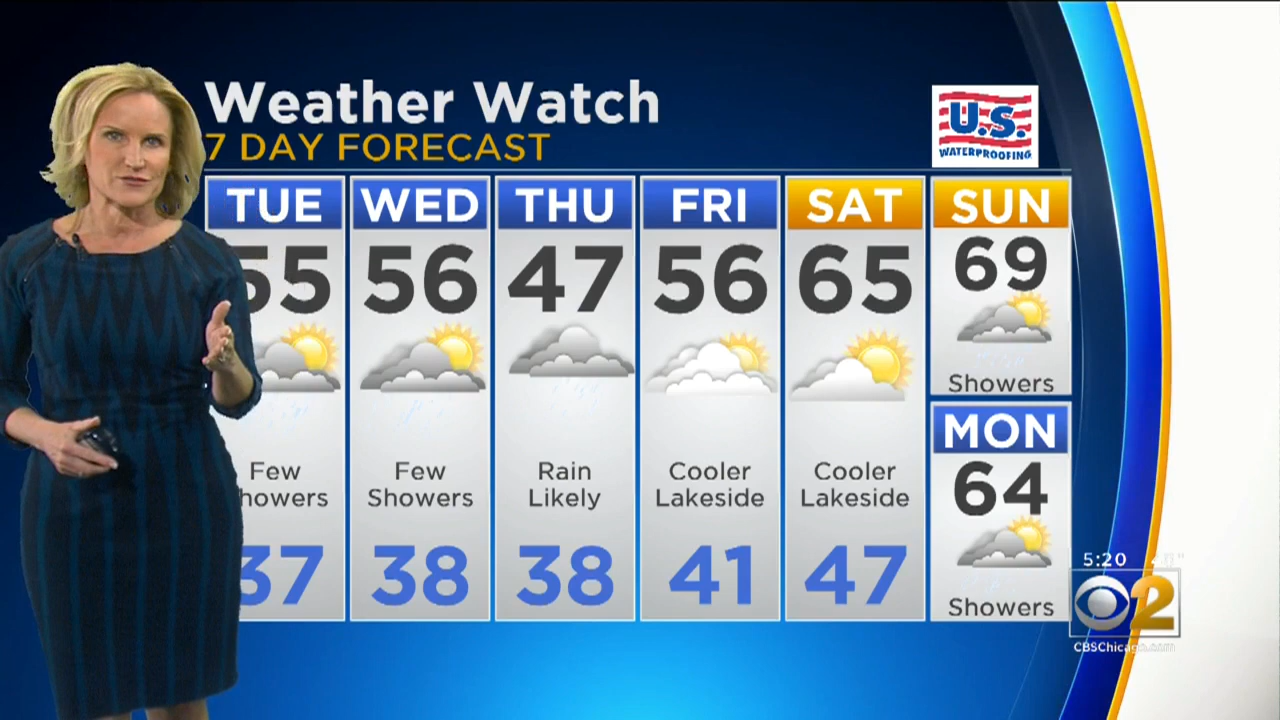 Weather Watch
7 DAY FORECAST
U.S.
WATERPROOFING
TUE
55
Few
howers
37
WED
56
Few
Showers
38
THU
47
Rain
Likely
38
FRI
56
Cooler
Lakeside
41
SAT
65
Cooler
Lakeside
47
SUN
69
Showers
MON
64
Showers
5:20
2
CBSChicago.com